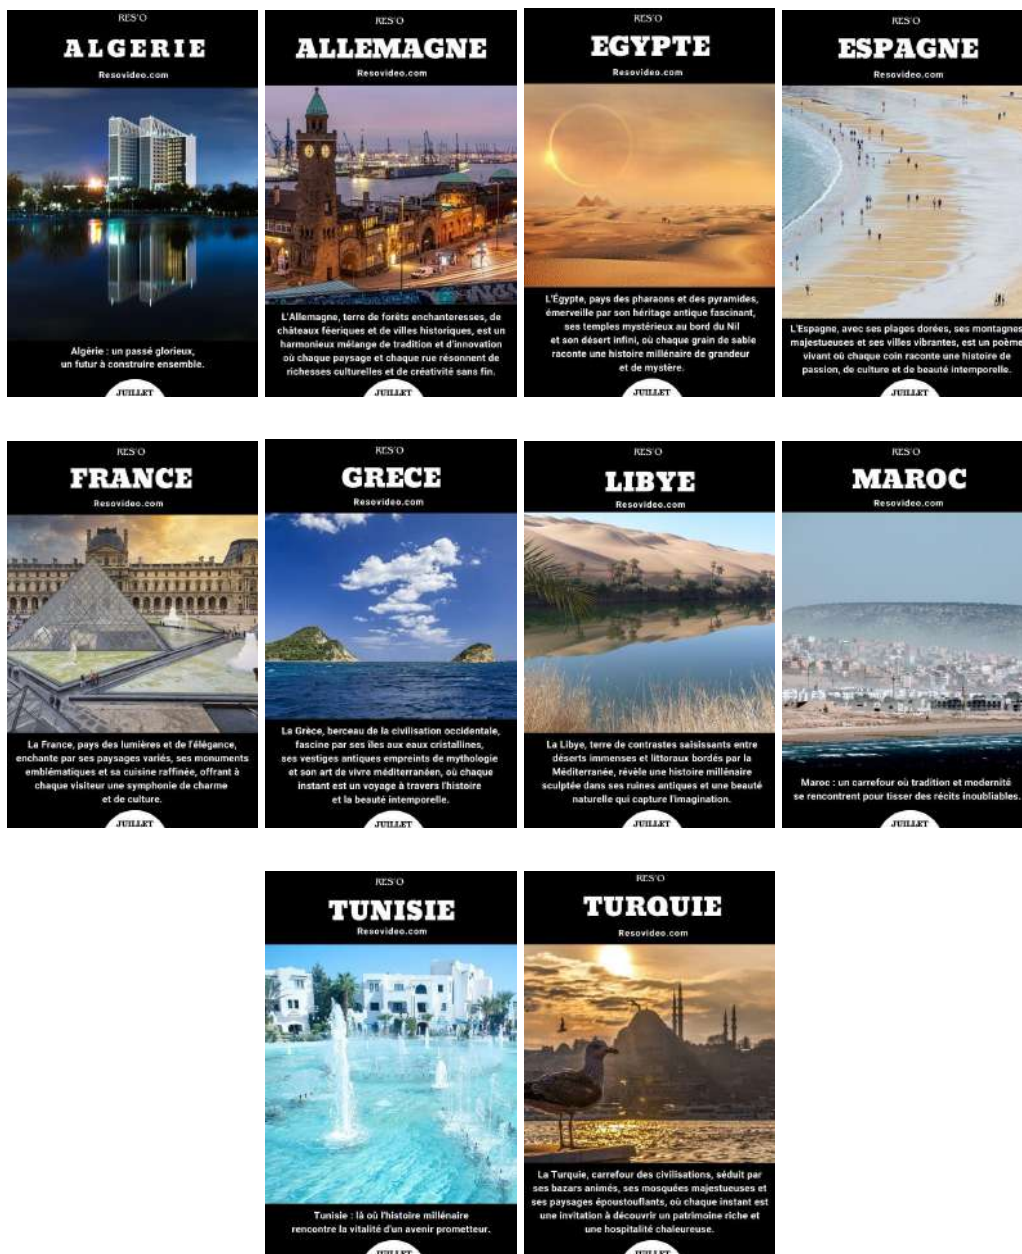 RES'O
ALGERIE
Resovideo.com
Algérie : un passé glorieux,
un futur à construire ensemble.
JUILLET
RES'O
ALLEMAGNE
Resovideo.com
L'Allemagne, terre de forêts enchanteresses, de
châteaux féeriques et de villes historiques, est un
harmonieux mélange de tradition et d'innovation
où chaque paysage et chaque rue résonnent de
richesses culturelles et de créativité sans fin.
JUILLET
RES'O
EGYPTE
Resovideo.com
L'Égypte, pays des pharaons et des pyramides,
émerveille par son héritage antique fascinant,
ses temples mystérieux au bord du Nil
et son désert infini, où chaque grain de sable
raconte une histoire millénaire de grandeur
et de mystère.
JUILLET
RES'O
ESPAGNE
Resovideo.com
L'Espagne, avec ses plages dorées, ses montagnes
majestueuses et ses villes vibrantes, est un poème
vivant où chaque coin raconte une histoire de
passion, de culture et de beauté intemporelle.
JUILLET
RES'O
FRANCE
Resovideo.com
La France, pays des lumières et de l'élégance,
enchante par ses paysages variés, ses monuments
emblématiques et sa cuisine raffinée, offrant à
chaque visiteur une symphonie de charme
et de culture.
JUILLET
RES'O
GRECE
Resovideo.com
La Grèce, berceau de la civilisation occidentale,
fascine par ses îles aux eaux cristallines,
ses vestiges antiques empreints de mythologie
et son art de vivre méditerranéen, où chaque
instant est un voyage à travers l'histoire
et la beauté intemporelle.
JUILLET
RES'O
LIBYE
Resovideo.com
La Libye, terre de contrastes saisissants entre
déserts immenses et littoraux bordés par la
Méditerranée, révèle une histoire millénaire
sculptée dans ses ruines antiques et une beauté
naturelle qui capture l'imagination.
JUILLET
RES'O
MAROC
Resovideo.com
Maroc : un carrefour où tradition et modernité
se rencontrent pour tisser des récits inoubliables.
JUILLET
RES'O
TUNISIE
Resovideo.com
Tunisie : là où l'histoire millénaire
rencontre la vitalité d'un avenir prometteur.
JUILLET
RES'O
TURQUIE
Resovideo.com
La Turquie, carrefour des civilisations, séduit par
ses bazars animés, ses mosquées majestueuses et
ses paysages époustouflants, où chaque instant est
une invitation à découvrir un patrimoine riche et
une hospitalité chaleureuse.
JUILLET